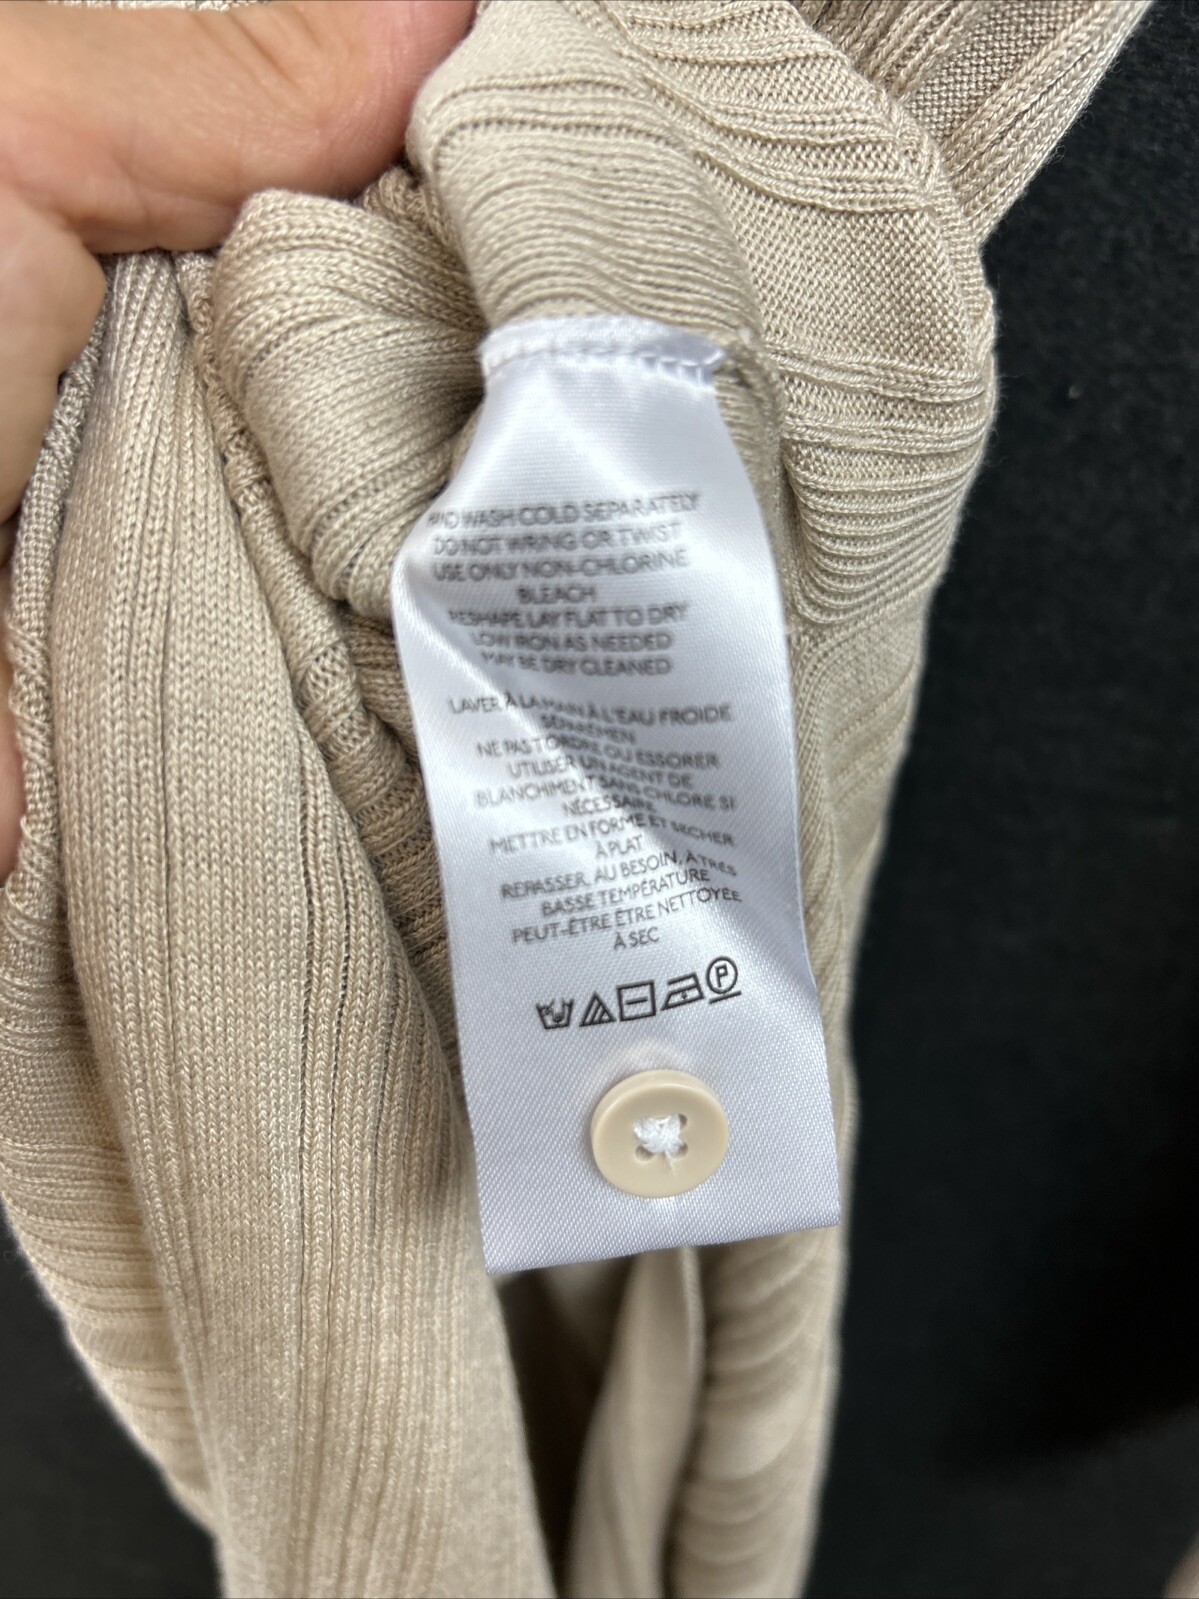 HAND WASH COLD SEPARATELY
DO NOT WRING OR TWIST
USE ONLY NON-CHLORINE
BLEACH
RESHAPE LAY FLAT TO DRY
LOW IRON AS NEEDED
MAY BE DRY CLEANED
LAVER À LA MAIN À L'EAU FROIDE
NE PAS TORDRE OU ESSORER
UTILISER UN AGENT DE
BLANCHIMENT SANS CHLORE SI
NÉCESSAIRE
METTRE EN FORME ET SECHER
À PLAT
REPASSER, AU BESOIN, À TRÈS
BASSE TEMPÉRATURE
PEUT-ÊTRE ÊTRE NETTOYÉE
À SEC
P